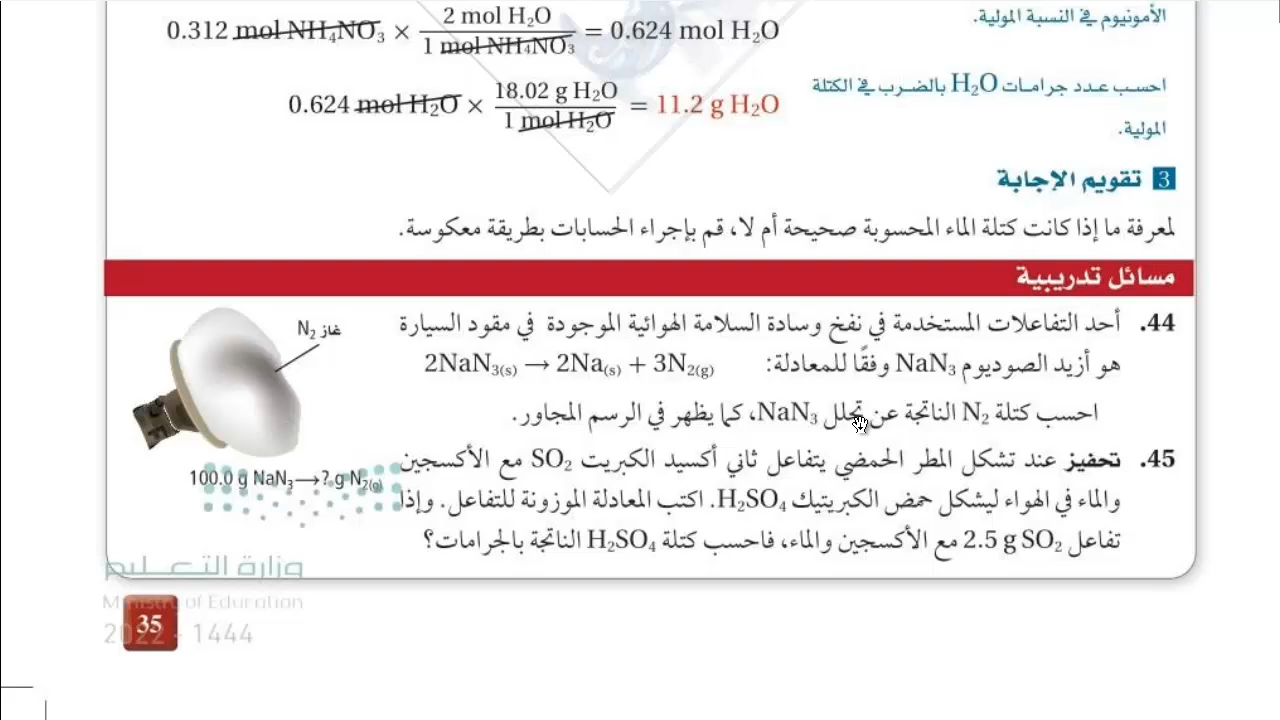 الأمونيوم في النسبة المولية.
0.312 mol NH₄NO₃ × 2 mol H₂O / 1 mol NH₄NO₃ = 0.624 mol H₂O
احسب عدد جرامات H₂O بالضرب في الكتلة
المولية.
0.624 mol H₂O × 18.02 g H₂O / 1 mol H₂O = 11.2 g H₂O
3 تقويم الإجابة
لمعرفة ما إذا كانت كتلة الماء المحسوبة صحيحة أم لا، قم بإجراء الحسابات بطريقة معكوسة.
مسائل تدريبية
44. أحد التفاعلات المستخدمة في نفخ وسادة السلامة الهوائية الموجودة في مقود السيارة
هو أزيد الصوديوم NaN₃ وفقًا للمعادلة: 2NaN₃(s) → 2Na(s) + 3N₂(g)
احسب كتلة N₂ الناتجة عن تحلل NaN₃، كما يظهر في الرسم المجاور.
غاز N₂
100.0 g NaN₃ → ? g N₂(g)
45. تحفيز عند تشكل المطر الحمضي يتفاعل ثاني أكسيد الكبريت SO₂ مع الأكسجين
والماء في الهواء ليشكل حمض الكبريتيك H₂SO₄. اكتب المعادلة الموزونة للتفاعل. وإذا
تفاعل 2.5 g SO₂ مع الأكسجين والماء، فاحسب كتلة H₂SO₄ الناتجة بالجرامات؟
وزارة التعليم
Ministry of Education
2022 - 1444
35